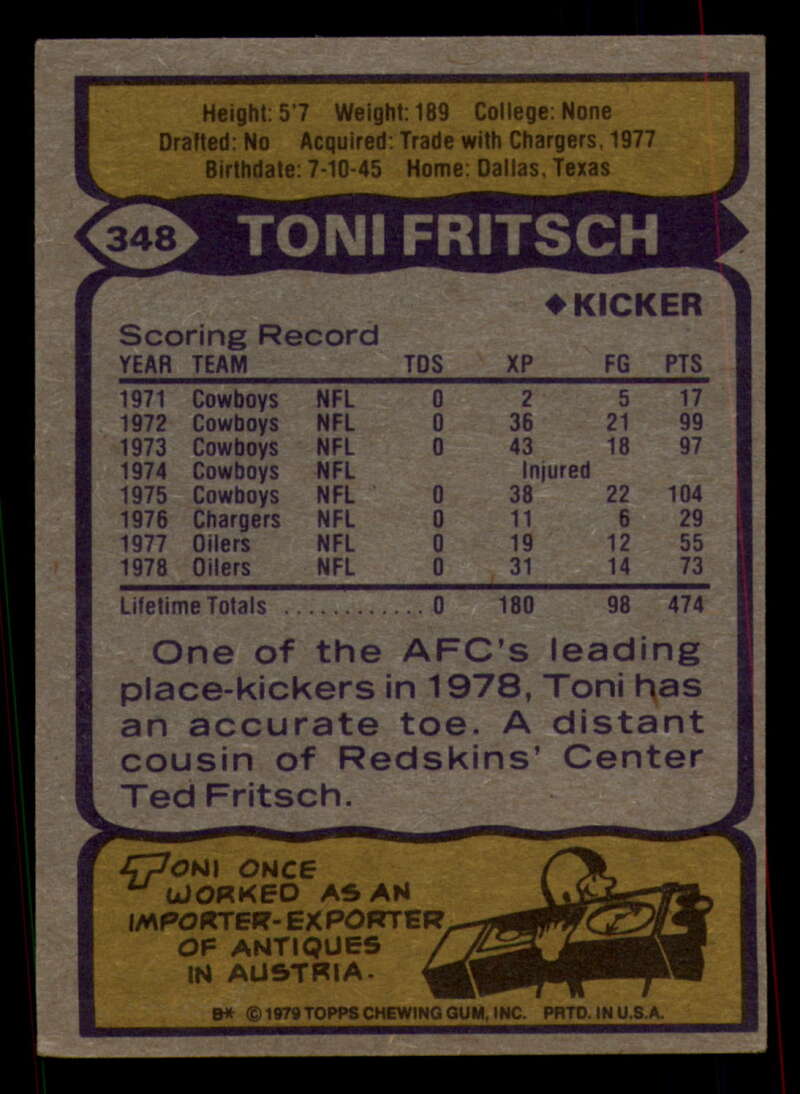 Height: 5'7 Weight: 189 College: None
Drafted: No Acquired: Trade with Chargers, 1977
Birthdate: 7-10-45 Home: Dallas, Texas
348 TONI FRITSCH
◆KICKER
Scoring Record
YEAR TEAM TDS XP FG PTS
1971 Cowboys NFL 0 2 5 17
1972 Cowboys NFL 0 36 21 99
1973 Cowboys NFL 0 43 18 97
1974 Cowboys NFL Injured
1975 Cowboys NFL 0 38 22 104
1976 Chargers NFL 0 11 6 29
1977 Oilers NFL 0 19 12 55
1978 Oilers NFL 0 31 14 73
Lifetime Totals ............. 0 180 98 474
One of the AFC's leading
place-kickers in 1978, Toni has
an accurate toe. A distant
cousin of Redskins' Center
Ted Fritsch.
TONI ONCE
WORKED AS AN
IMPORTER-EXPORTER
OF ANTIQUES
IN AUSTRIA.
B* © 1979 TOPPS CHEWING GUM, INC. PRTD. IN U.S.A.